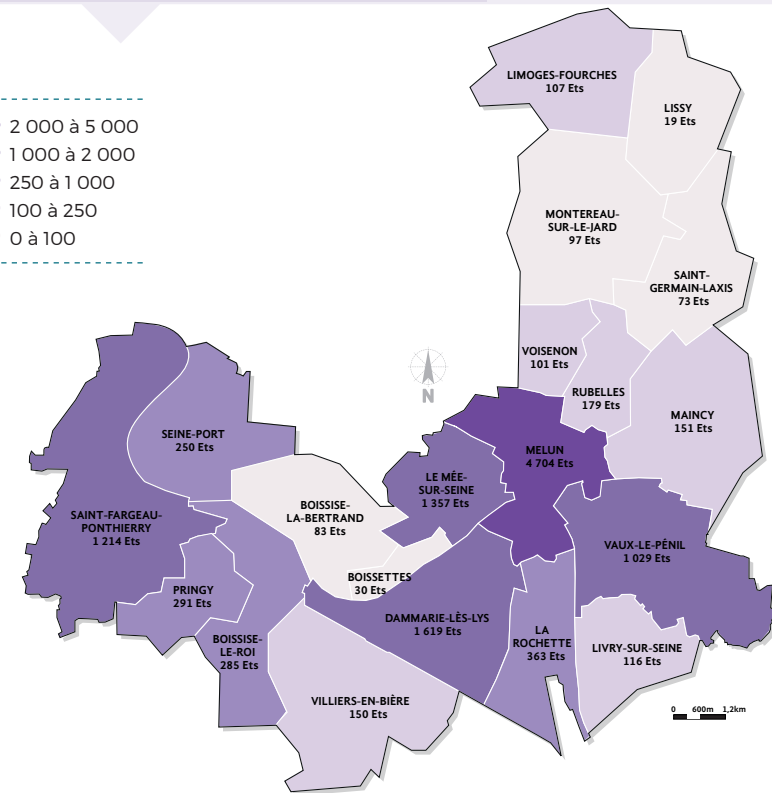 2 000 à 5 000
1 000 à 2 000
250 à 1 000
100 à 250
0 à 100
LIMOGES-FOURCHES
107 Ets
LISSY
19 Ets
MONTEREAU-
SUR-LE-JARD
97 Ets
SAINT-
GERMAIN-LAXIS
73 Ets
VOISENON
101 Ets
RUBELLES
179 Ets
MAINCY
151 Ets
N
SEINE-PORT
250 Ets
MELUN
4 704 Ets
LE MÉE-
SUR-SEINE
1 357 Ets
BOISSISE-
LA-BERTRAND
83 Ets
SAINT-FARGEAU-
PONTHIERRY
1 214 Ets
VAUX-LE-PÉNIL
1 029 Ets
BOISSETTES
30 Ets
PRINGY
291 Ets
DAMMARIE-LÈS-LYS
1 619 Ets
LA
ROCHETTE
363 Ets
BOISSISE-
LE-ROI
285 Ets
LIVRY-SUR-SEINE
116 Ets
VILLIERS-EN-BIÈRE
150 Ets
0 600m 1,2km